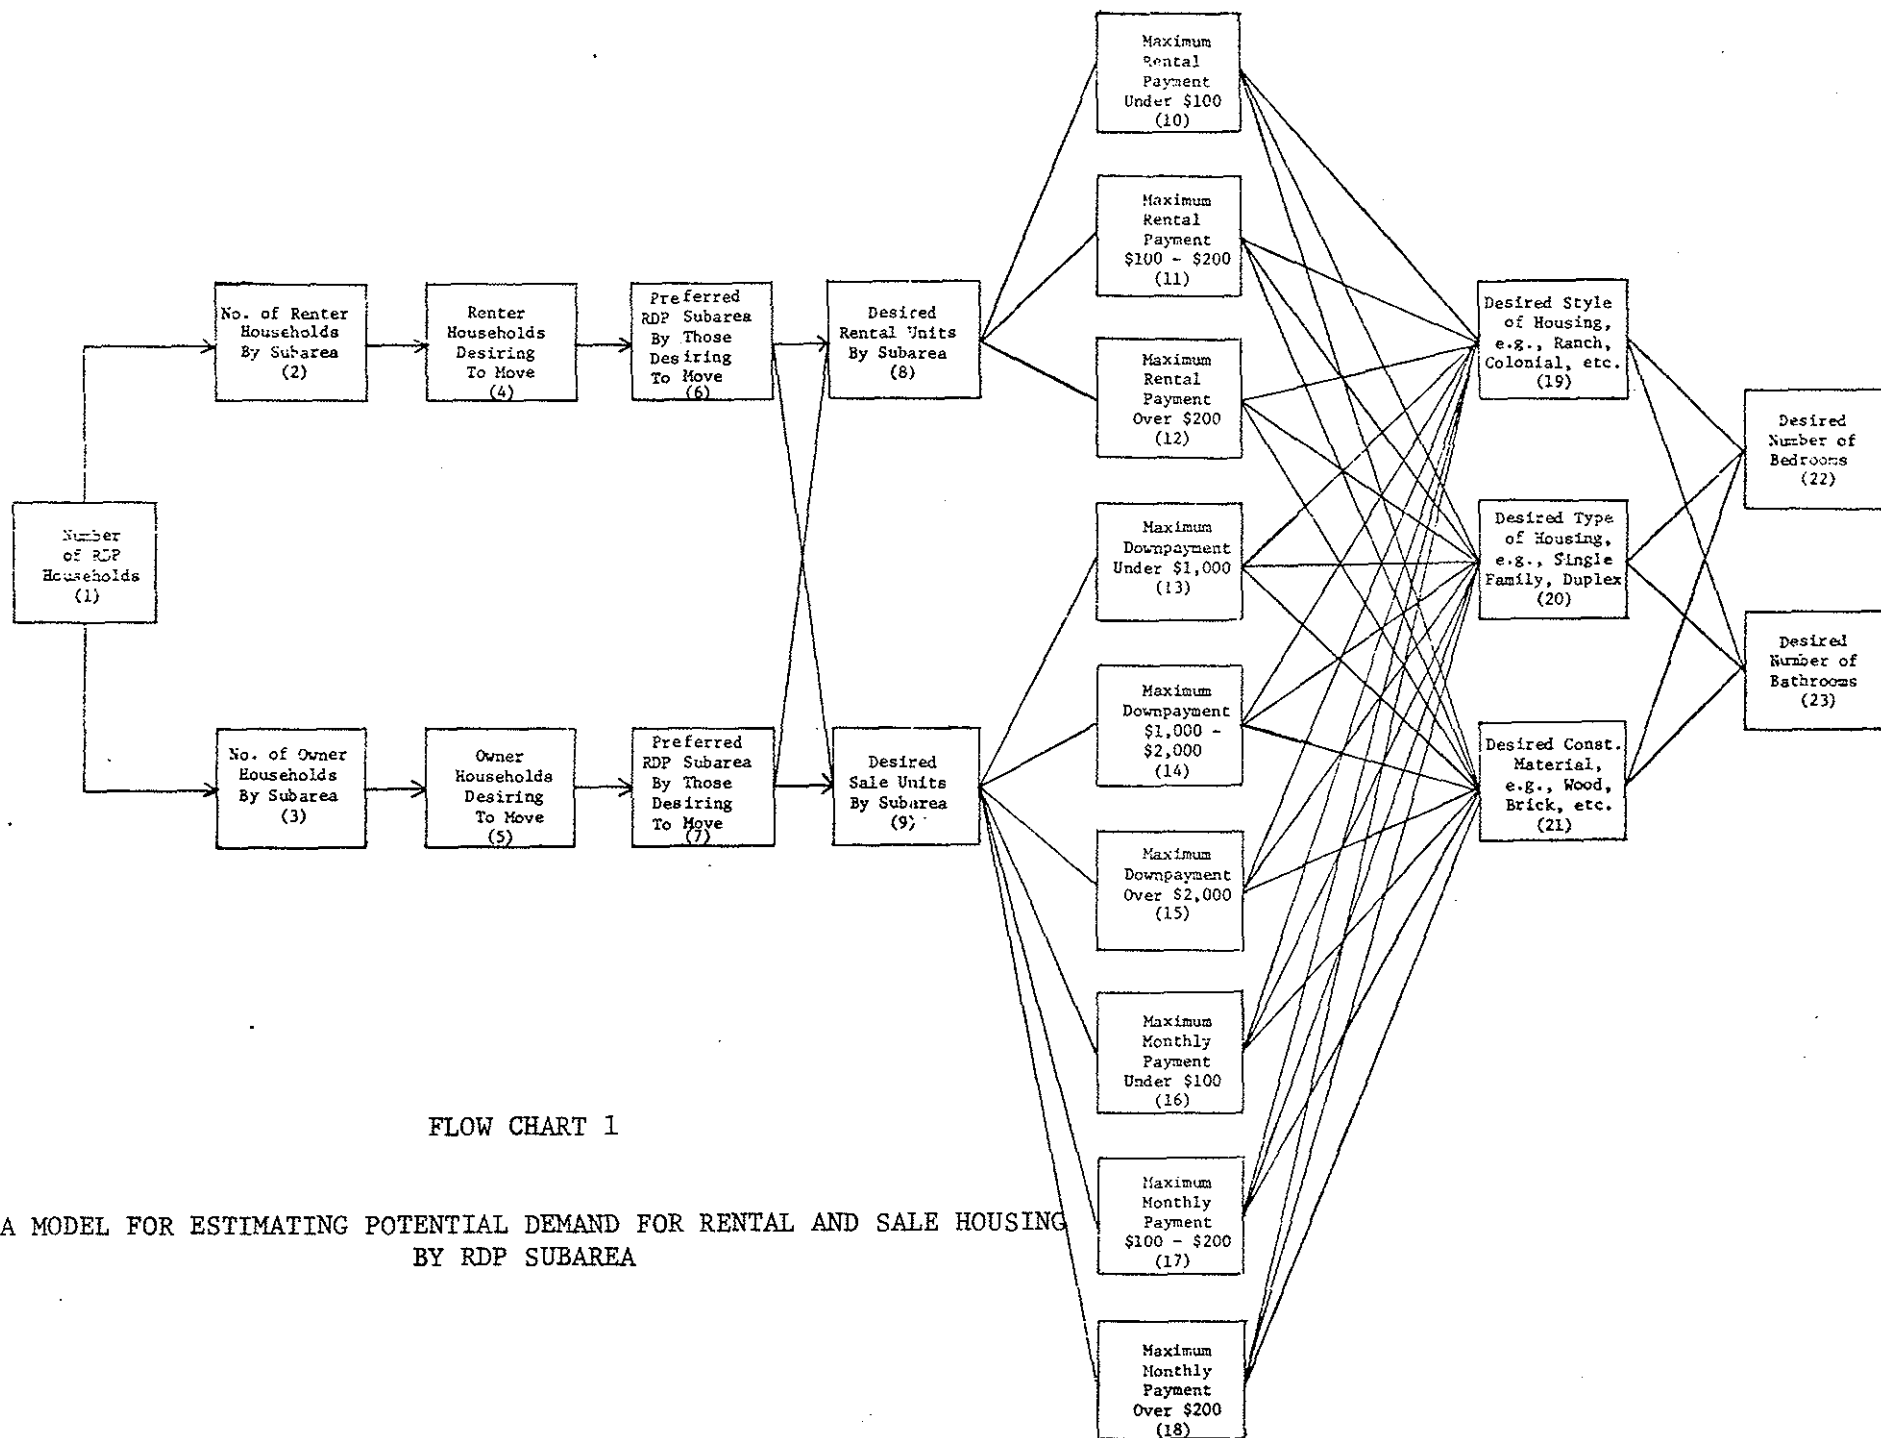 Number
of RDP
Households
(1)
No. of Renter
Households
By Subarea
(2)
No. of Owner
Households
By Subarea
(3)
Renter
Households
Desiring
To Move
(4)
Owner
Households
Desiring
To Move
(5)
Preferred
RDP Subarea
By Those
Desiring
To Move
(6)
Preferred
RDP Subarea
By Those
Desiring
To Move
(7)
Desired
Rental Units
By Subarea
(8)
Desired
Sale Units
By Subarea
(9)
Maximum
Rental
Payment
Under $100
(10)
Maximum
Rental
Payment
$100 - $200
(11)
Maximum
Rental
Payment
Over $200
(12)
Maximum
Downpayment
Under $1,000
(13)
Maximum
Downpayment
$1,000 -
$2,000
(14)
Maximum
Downpayment
Over $2,000
(15)
Maximum
Monthly
Payment
Under $100
(16)
Maximum
Monthly
Payment
$100 - $200
(17)
Maximum
Monthly
Payment
Over $200
(18)
Desired Style
of Housing,
e.g., Ranch,
Colonial, etc.
(19)
Desired Type
of Housing,
e.g., Single
Family, Duplex
(20)
Desired Const.
Material,
e.g., Wood,
Brick, etc.
(21)
Desired
Number of
Bedrooms
(22)
Desired
Number of
Bathrooms
(23)
FLOW CHART 1
A MODEL FOR ESTIMATING POTENTIAL DEMAND FOR RENTAL AND SALE HOUSING
BY RDP SUBAREA